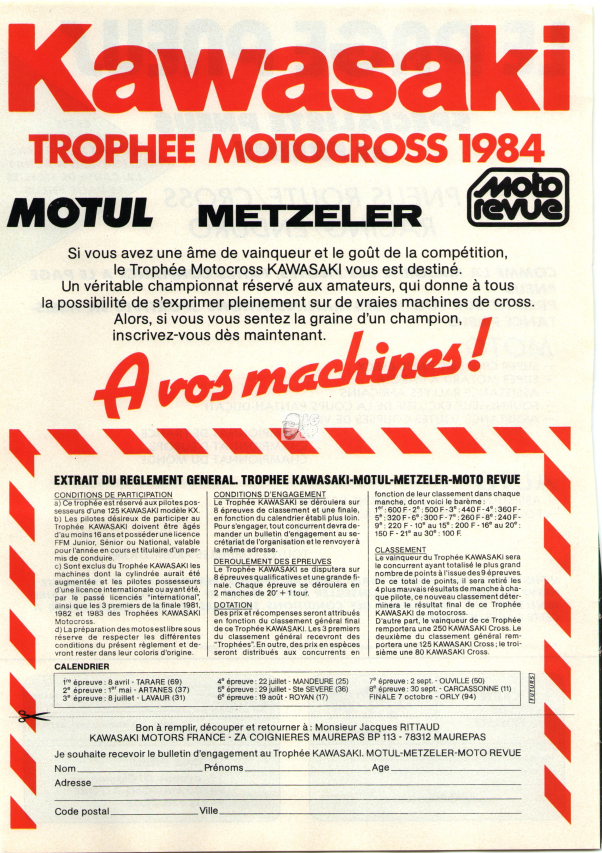 Kawasaki
TROPHEE MOTOCROSS 1984
MOTUL METZELER Moto revue
Si vous avez une âme de vainqueur et le goût de la compétition,
le Trophée Motocross KAWASAKI vous est destiné.
Un véritable championnat réservé aux amateurs, qui donne à tous
la possibilité de s'exprimer pleinement sur de vraies machines de cross.
Alors, si vous vous sentez la graine d'un champion,
inscrivez-vous dès maintenant.
A vos machines!
EXTRAIT DU REGLEMENT GENERAL. TROPHEE KAWASAKI-MOTUL-METZELER-MOTO REVUE
CONDITIONS DE PARTICIPATION
a) Ce trophée est réservé aux pilotes pos-
sesseurs d'une 125 KAWASAKI modèle KX.
b) Les pilotes désireux de participer au
Trophée KAWASAKI doivent être âgés
d'au moins 16 ans et posséder une licence
FFM Junior, Sénior ou National, valable
pour l'année en cours et titulaire d'un per-
mis de conduire.
c) Sont exclus du Trophée KAWASAKI les
machines dont la cylindrée aurait été
augmentée et les pilotes possesseurs
d'une licence internationale ou ayant été,
par le passé licenciés "international",
ainsi que les 3 premiers de la finale 1981,
1982 et 1983 des Trophées KAWASAKI
Motocross.
d) La préparation des motos est libre sous
réserve de respecter les différentes
conditions du présent règlement et de-
vront rester dans leur coloris d'origine.
CONDITIONS D'ENGAGEMENT
Le Trophée KAWASAKI se déroulera sur
8 épreuves de classement et une finale,
en fonction du calendrier établi plus loin.
Pour s'engager, tout concurrent devra de-
mander un bulletin d'engagement au se-
crétariat de l'organisation et le renvoyer à
la même adresse.
DEROULEMENT DES EPREUVES
Le Trophée KAWASAKI se disputera sur
8 épreuves qualificatives et une grande fi-
nale. Chaque épreuve se déroulera en
2 manches de 20' + 1 tour.
DOTATION
Des prix et récompenses seront attribués
en fonction du classement général final
de ce Trophée KAWASAKI. Les 3 premiers
du classement général recevront des
"Trophées". En outre, des prix en espèces
seront distribués aux concurrents en
fonction de leur classement dans chaque
manche, dont voici le barème:
1er: 600 F - 2e: 500 F - 3e: 440 F - 4e: 360 F -
5e: 320 F - 6e: 300 F - 7e: 260 F - 8e: 240 F -
9e: 220 F - 10e au 15e: 200 F - 16e au 20e:
150 F - 21e au 30e: 100 F.
CLASSEMENT
Le vainqueur du Trophée KAWASAKI sera
le concurrent ayant totalisé le plus grand
nombre de points à l'issue des 9 épreuves.
De ce total de points, il sera retiré les
4 plus mauvais résultats de manche à cha-
que pilote, ce nouveau classement déter-
minera le résultat final de ce Trophée
KAWASAKI de motocross.
D'autre part, le vainqueur de ce Trophée
remportera une 250 KAWASAKI Cross. Le
deuxième du classement général rem-
portera une 125 KAWASAKI Cross; le troi-
sième une 80 KAWASAKI Cross.
CALENDRIER
1re épreuve: 8 avril - TARARE (69)
2e épreuve: 1er mai - ARTANES (37)
3e épreuve: 8 juillet - LAVAUR (31)
4e épreuve: 22 juillet - MANDEURE (25)
5e épreuve: 29 juillet - Ste SEVERE (36)
6e épreuve: 19 août - ROYAN (17)
7e épreuve: 2 sept. - OUVILLE (50)
8e épreuve: 30 sept. - CARCASSONNE (11)
FINALE 7 octobre - ORLY (94)
FUTURS
Bon à remplir, découper et retourner à: Monsieur Jacques RITTAUD
KAWASAKI MOTORS FRANCE - ZA COIGNIERES MAUREPAS BP 113 - 78312 MAUREPAS
Je souhaite recevoir le bulletin d'engagement au Trophée KAWASAKI. MOTUL-METZELER-MOTO REVUE
Nom Prénoms Age
Adresse
Code postal Ville